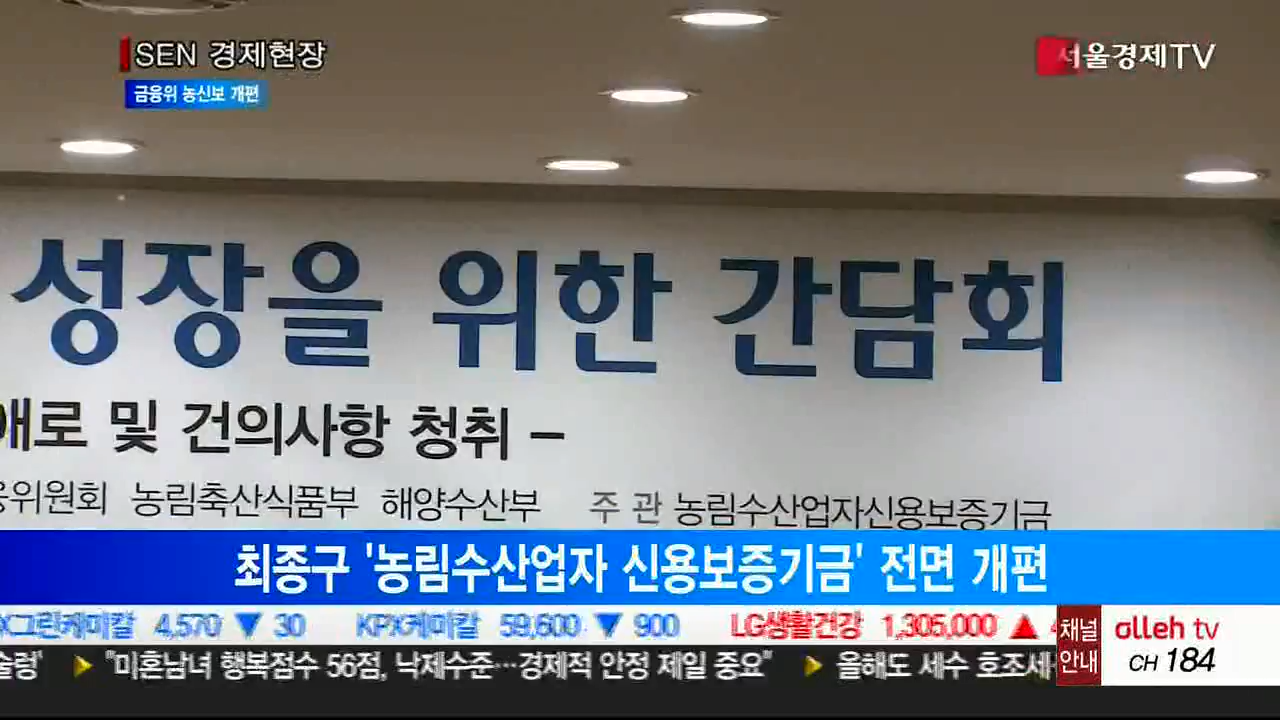 SEN 경제현장
서울경제TV
금융위 농신보 개편
성장을 위한 간담회
애로 및 건의사항 청취 –
융위원회 농림축산식품부 해양수산부 주 관 농림수산업자신용보증기금
최종구 '농림수산업자 신용보증기금' 전면 개편
그린케미칼 4,570 ▼ 30 KPX케미칼 59,600 ▼ 900 LG생활건강 1,305,000 ▲
채널 안내 olleh tv CH 184
▶ "미혼남녀 행복점수 56점, 낙제수준…경제적 안정 제일 중요" ▶ 올해도 세수 호조세